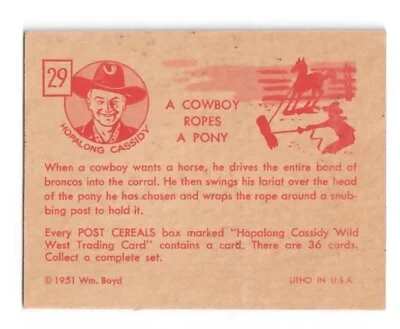 29
HOPALONG CASSIDY
A COWBOY
ROPES
A PONY
When a cowboy wants a horse, he drives the entire band of
broncos into the corral. He then swings his lariat over the head
of the pony he has chosen and wraps the rope around a snub-
bing post to hold it.
Every POST CEREALS box marked "Hopalong Cassidy Wild
West Trading Card" contains a card. There are 36 cards.
Collect a complete set.
© 1951 Wm. Boyd
LITHO IN U.S.A.